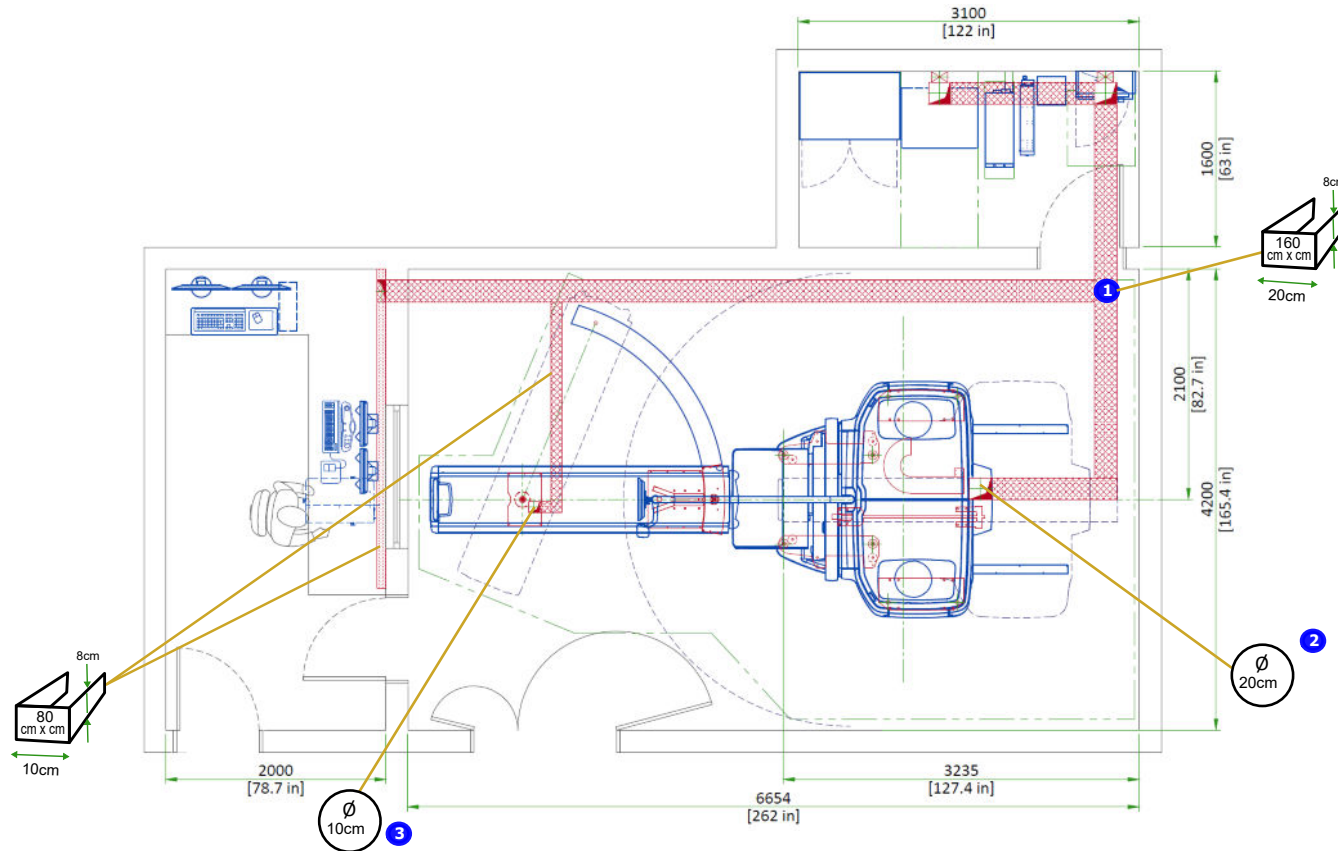 3100
[122 in]
1600
[63 in]
8cm
160
cm x cm
20cm
1
2100
[82.7 in]
4200
[165.4 in]
2
Ø
20cm
8cm
80
cm x cm
10cm
2000
[78.7 in]
3235
[127.4 in]
6654
[262 in]
Ø
10cm
3